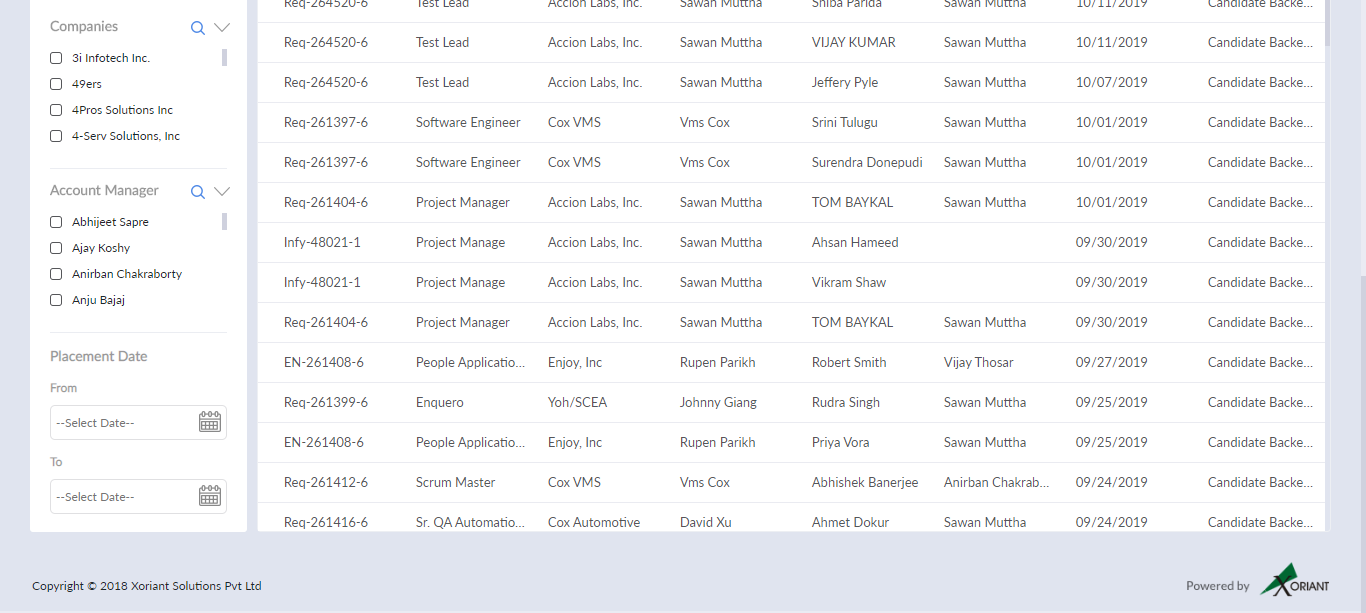 Companies
3i Infotech Inc.
49ers
4Pros Solutions Inc
4-Serv Solutions, Inc
Account Manager
Abhijeet Sapre
Ajay Koshy
Anirban Chakraborty
Anju Bajaj
Placement Date
From
--Select Date--
To
--Select Date--
Req-264520-6 Test Lead Accion Labs, Inc. Sawan Muttha Shiba Parida Sawan Muttha 10/11/2019 Candidate Backe...
Req-264520-6 Test Lead Accion Labs, Inc. Sawan Muttha VIJAY KUMAR Sawan Muttha 10/11/2019 Candidate Backe...
Req-264520-6 Test Lead Accion Labs, Inc. Sawan Muttha Jeffery Pyle Sawan Muttha 10/07/2019 Candidate Backe...
Req-261397-6 Software Engineer Cox VMS Vms Cox Srini Tulugu Sawan Muttha 10/01/2019 Candidate Backe...
Req-261397-6 Software Engineer Cox VMS Vms Cox Surendra Donepudi Sawan Muttha 10/01/2019 Candidate Backe...
Req-261404-6 Project Manager Accion Labs, Inc. Sawan Muttha TOM BAYKAL Sawan Muttha 10/01/2019 Candidate Backe...
Infy-48021-1 Project Manage Accion Labs, Inc. Sawan Muttha Ahsan Hameed 09/30/2019 Candidate Backe...
Infy-48021-1 Project Manage Accion Labs, Inc. Sawan Muttha Vikram Shaw 09/30/2019 Candidate Backe...
Req-261404-6 Project Manager Accion Labs, Inc. Sawan Muttha TOM BAYKAL Sawan Muttha 09/30/2019 Candidate Backe...
EN-261408-6 People Applicatio... Enjoy, Inc Rupen Parikh Robert Smith Vijay Thosar 09/27/2019 Candidate Backe...
Req-261399-6 Enquero Yoh/SCEA Johnny Giang Rudra Singh Sawan Muttha 09/25/2019 Candidate Backe...
EN-261408-6 People Applicatio... Enjoy, Inc Rupen Parikh Priya Vora Sawan Muttha 09/25/2019 Candidate Backe...
Req-261412-6 Scrum Master Cox VMS Vms Cox Abhishek Banerjee Anirban Chakrab... 09/24/2019 Candidate Backe...
Req-261416-6 Sr. QA Automatio... Cox Automotive David Xu Ahmet Dokur Sawan Muttha 09/24/2019 Candidate Backe...
Copyright © 2018 Xoriant Solutions Pvt Ltd
Powered by XORIANT